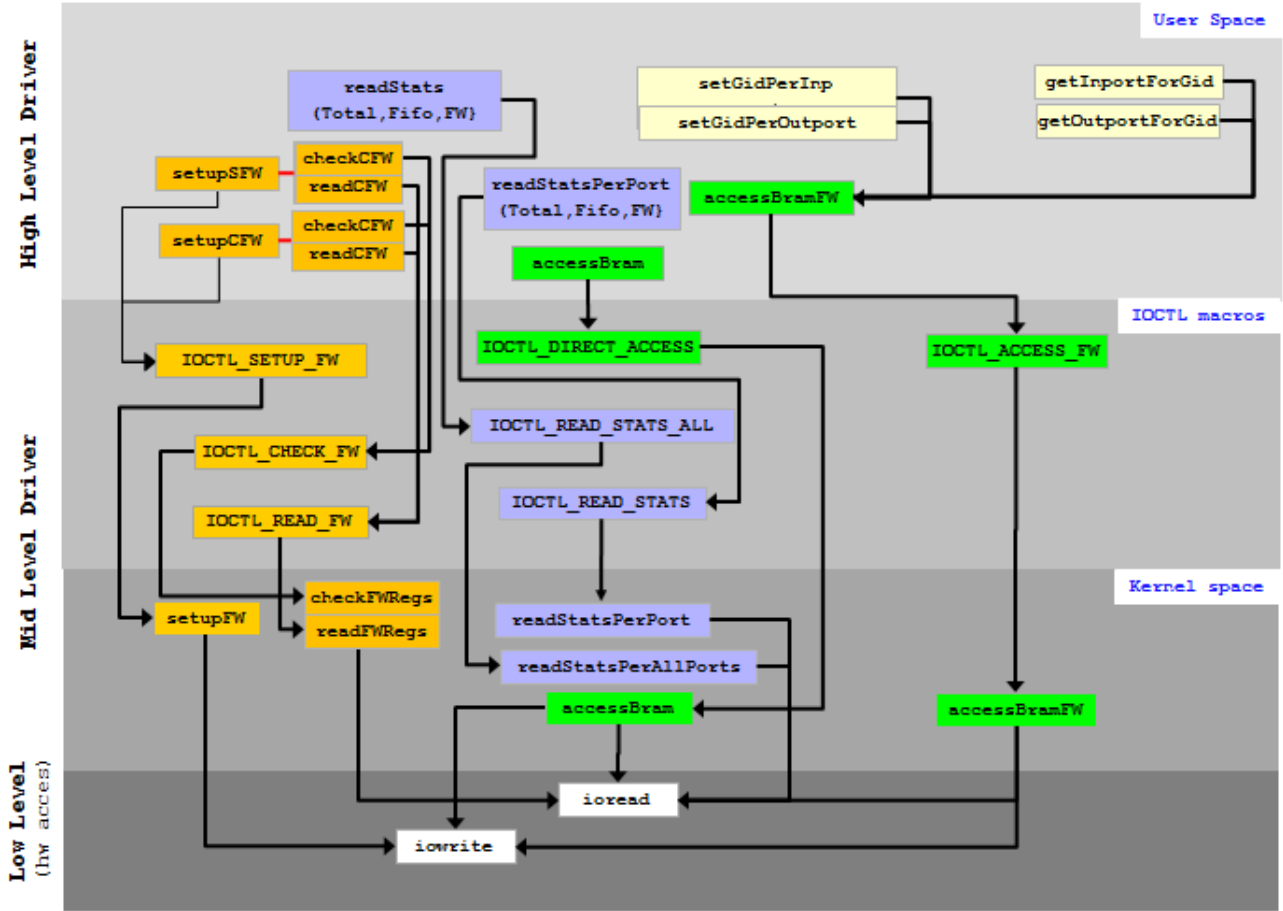 User Space
High Level Driver
readStats
(Total,Fifo,FW}
setGidPerInp
setGidPerOutport
getInportForGid
getOutportForGid
setupSFW
checkCFW
readCFW
readStatsPerPort
(Total,Fifo,FW}
accessBramFW
setupCFW
checkCFW
readCFW
accessBram
IOCTL macros
Mid Level Driver
IOCTL_SETUP_FW
IOCTL_DIRECT_ACCESS
IOCTL_ACCESS_FW
IOCTL_READ_STATS_ALL
IOCTL_CHECK_FW
IOCTL_READ_STATS
IOCTL_READ_FW
Kernel space
checkFWRegs
setupFW
readFWRegs
readStatsPerPort
readStatsPerAllPorts
accessBram
accessBramFW
Low Level
(hw acces)
ioread
iowrite